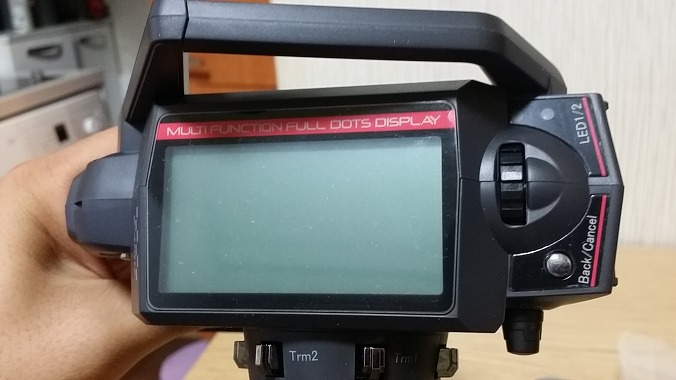 MULTI FUNCTION FULL DOTS DISPLAY
LED1/2
Back/Cancel
Trm2
Trm1